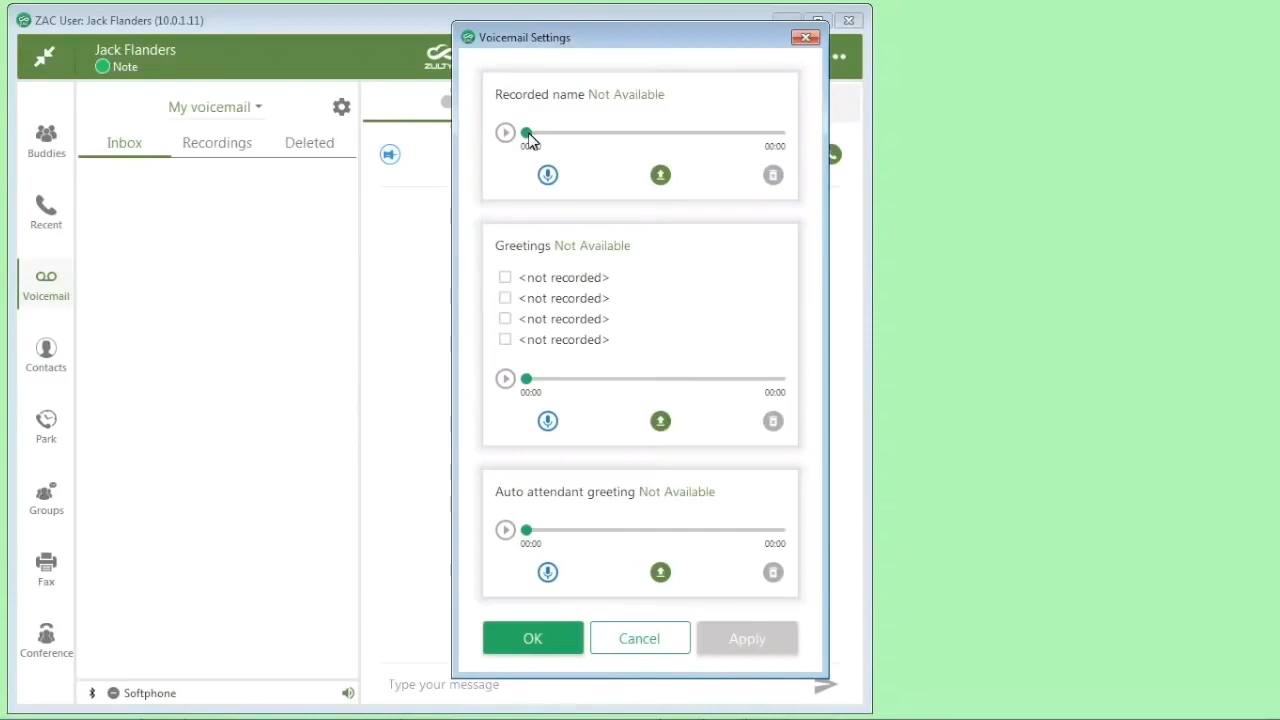 ZAC User: Jack Flanders (10.0.1.11)
Jack Flanders
Note
Buddies
Recent
Voicemail
Contacts
Park
Groups
Fax
Conference
My voicemail
Inbox
Recordings
Deleted
Softphone
Type your message
Voicemail Settings
Recorded name Not Available
00:00
Greetings Not Available
<not recorded>
<not recorded>
<not recorded>
<not recorded>
00:00 00:00
Auto attendant greeting Not Available
00:00 00:00
OK
Cancel
Apply